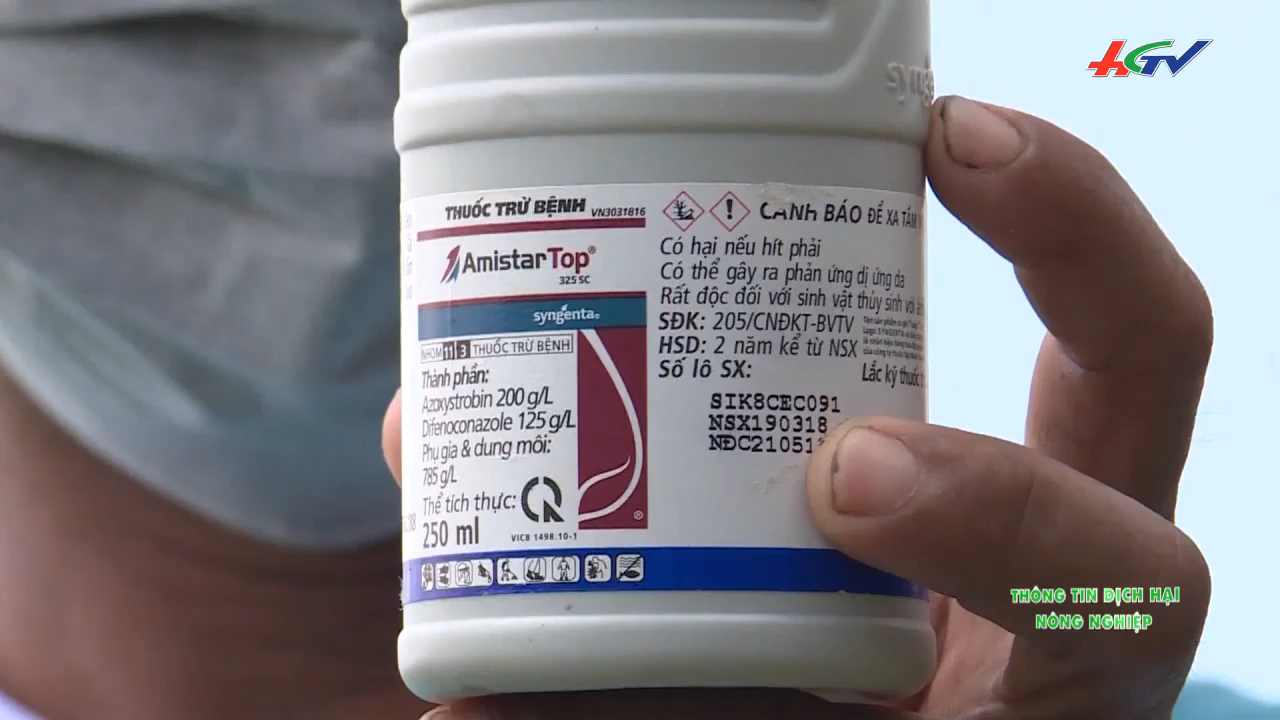 HGTV
THUỐC TRỪ BỆNH VN3031816
AmistarTop®
325 SC
syngenta®
NHÓM 11 3 THUỐC TRỪ BỆNH
Thành phần:
Azoxystrobin 200 g/L
Difenoconazole 125 g/L
Phụ gia & dung môi:
785 g/L
Thể tích thực:
250 ml
VICB 1498.10-1
CẢNH BÁO ĐỂ XA TẦM
Có hại nếu hít phải
Có thể gây ra phản ứng dị ứng da
Rất độc đối với sinh vật thủy sinh với
SĐK: 205/CNĐKT-BVTV
HSD: 2 năm kể từ NSX
Số lô SX:
Lắc kỹ thuốc
SIK8CEC091
NSX190318
NĐC21051
THÔNG TIN DỊCH HẠI
NÔNG NGHIỆP